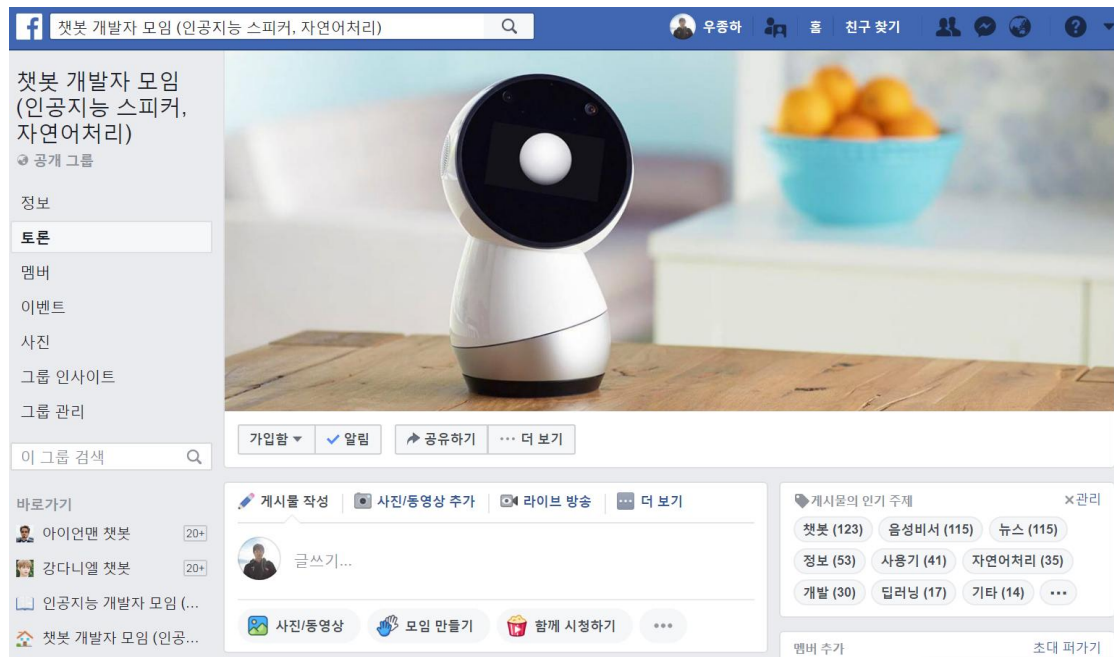 챗봇 개발자 모임 (인공지능 스피커, 자연어처리)
우종하
홈
친구 찾기
챗봇 개발자 모임
(인공지능 스피커,
자연어처리)
공개 그룹
정보
토론
멤버
이벤트
사진
그룹 인사이트
그룹 관리
이 그룹 검색
바로가기
아이언맨 챗봇 20+
강다니엘 챗봇 20+
인공지능 개발자 모임 (...
챗봇 개발자 모임 (인공...
가입함 알림 공유하기 ··· 더 보기
게시물 작성 사진/동영상 추가 라이브 방송 더 보기
글쓰기...
사진/동영상 모임 만들기 함께 시청하기
게시물의 인기 주제 ×관리
챗봇 (123) 음성비서 (115) 뉴스 (115)
정보 (53) 사용기 (41) 자연어처리 (35)
개발 (30) 딥러닝 (17) 기타 (14) ···
멤버 추가 초대 퍼가기